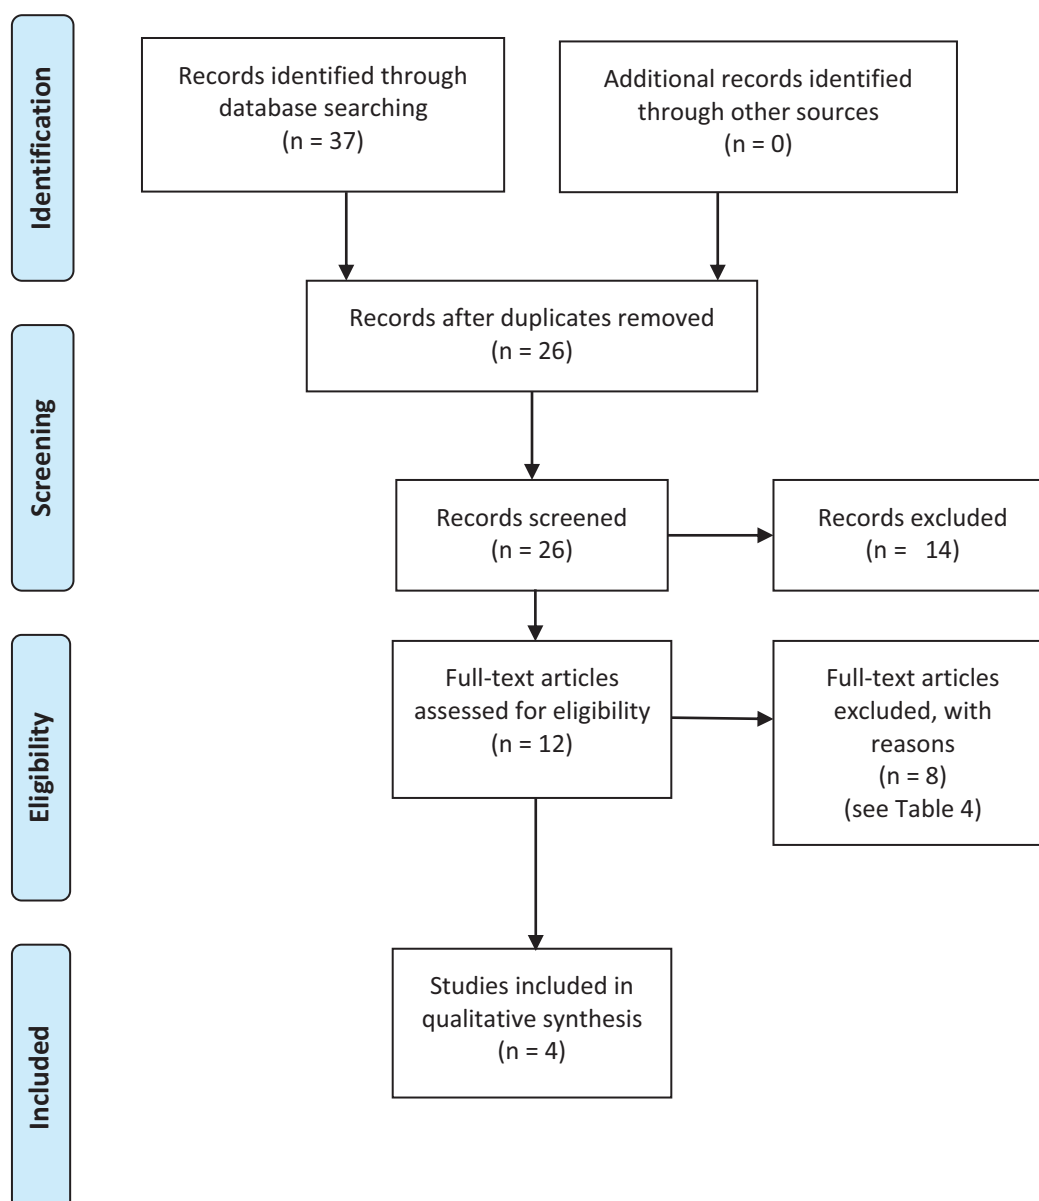 Identification
Records identified through
database searching
(n = 37)
Additional records identified
through other sources
(n = 0)
Records after duplicates removed
(n = 26)
Screening
Records screened
(n = 26)
Records excluded
(n =   14)
Eligibility
Full-text articles
assessed for eligibility
(n = 12)
Full-text articles
excluded, with
reasons
(n = 8)
(see Table 4)
Included
Studies included in
qualitative synthesis
(n = 4)